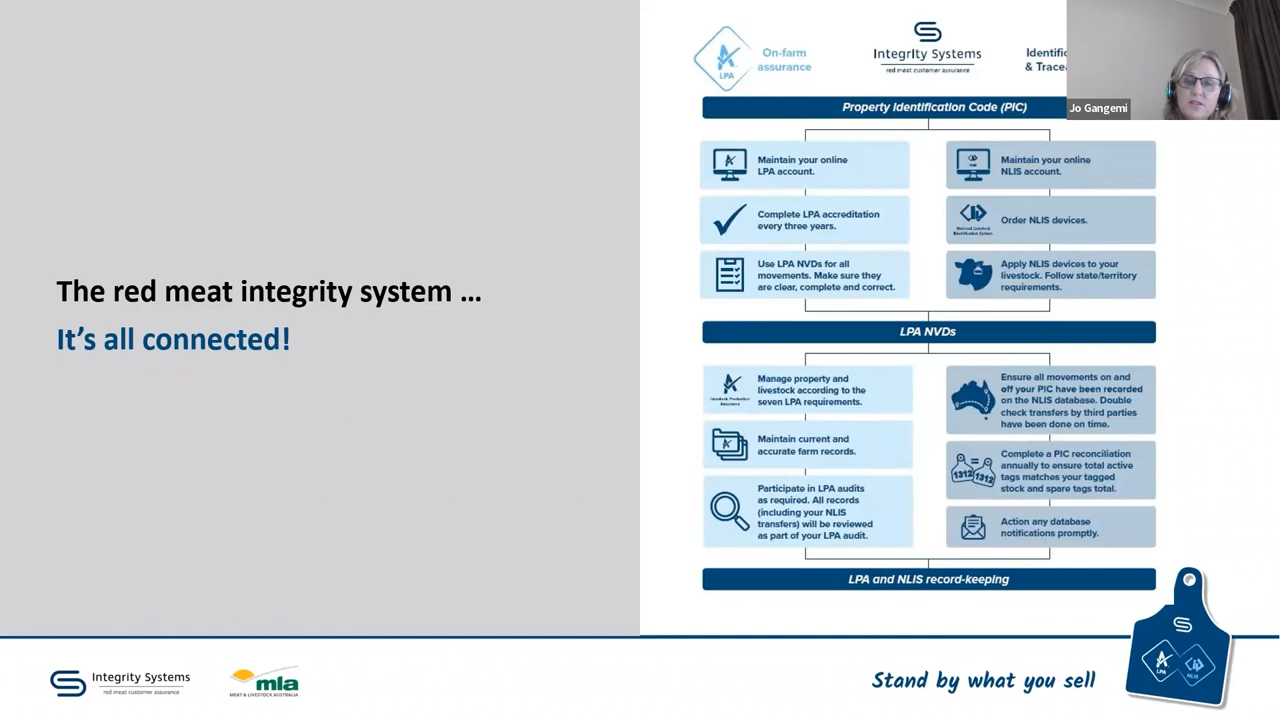 The red meat integrity system ...
It's all connected!
LPA
On-farm
assurance
Integrity Systems
red meat customer assurance
& 
Jo Gangemi
Property Identification Code (PIC)
Maintain your online
LPA account.
Complete LPA accreditation
every three years.
Use LPA NVDs for all
movements. Make sure they
are clear, complete and correct.
Maintain your online
NLIS account.
Order NLIS devices.
Apply NLIS devices to your
livestock. Follow state/territory
requirements.
LPA NVDs
Manage property and
livestock according to the
seven LPA requirements.
Maintain current and
accurate farm records.
Participate in LPA audits
as required. All records
(including your NLIS
transfers) will be reviewed
as part of your LPA audit.
Ensure all movements on and
off your PIC have been recorded
on the NLIS database. Double
check transfers by third parties
have been done on time.
1312 = 1312
Complete a PIC reconciliation
annually to ensure total active
tags matches your tagged
stock and spare tags total.
Action any database
notifications promptly.
LPA and NLIS record-keeping
Integrity Systems
red meat customer assurance
mla
MEAT & LIVESTOCK AUSTRALIA
Stand by what you sell
LPA
NLIS